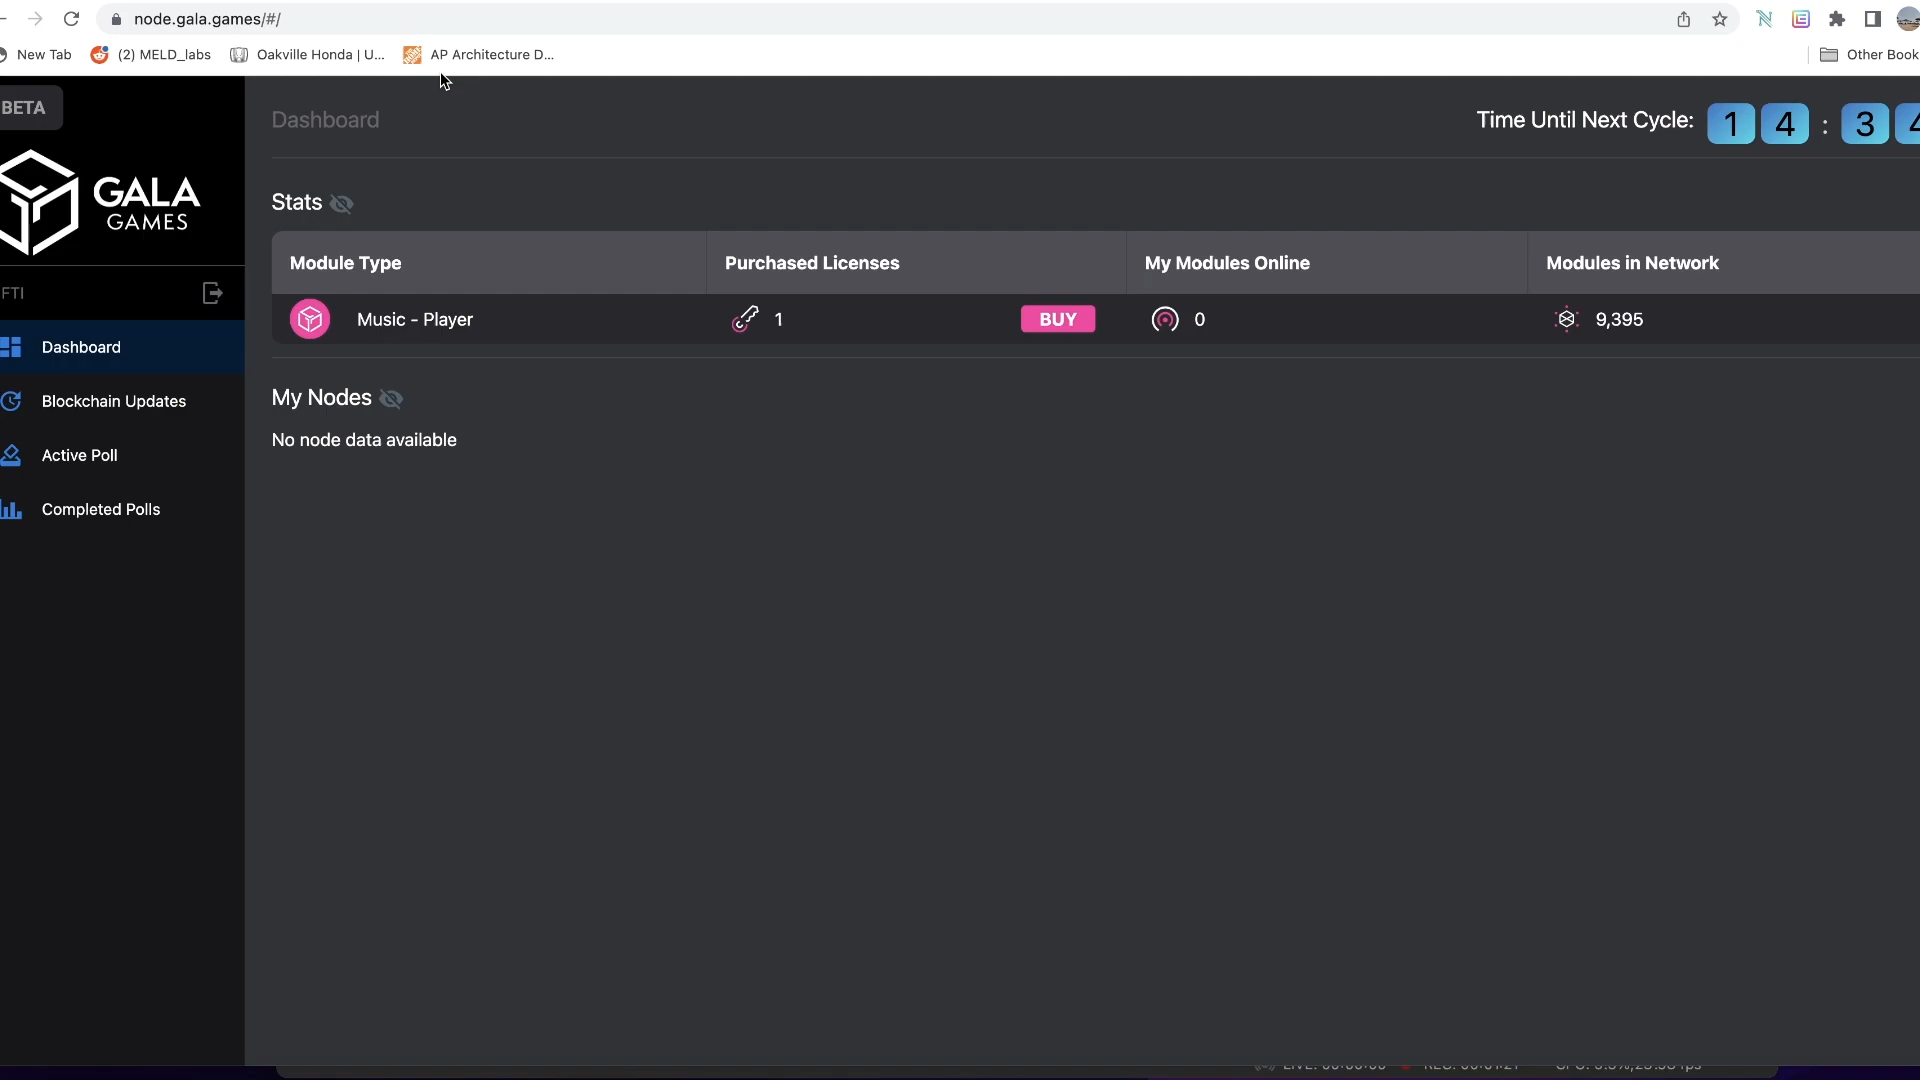 node.gala.games/#/
New Tab
(2) MELD_labs
Oakville Honda | U...
AP Architecture D...
Other Book
BETA
GALA
GAMES
FTI
Dashboard
Blockchain Updates
Active Poll
Completed Polls
Dashboard
Time Until Next Cycle: 1 4 : 3 4
Stats
Module Type Purchased Licenses My Modules Online Modules in Network
Music - Player 1 BUY 0 9,395
My Nodes
No node data available